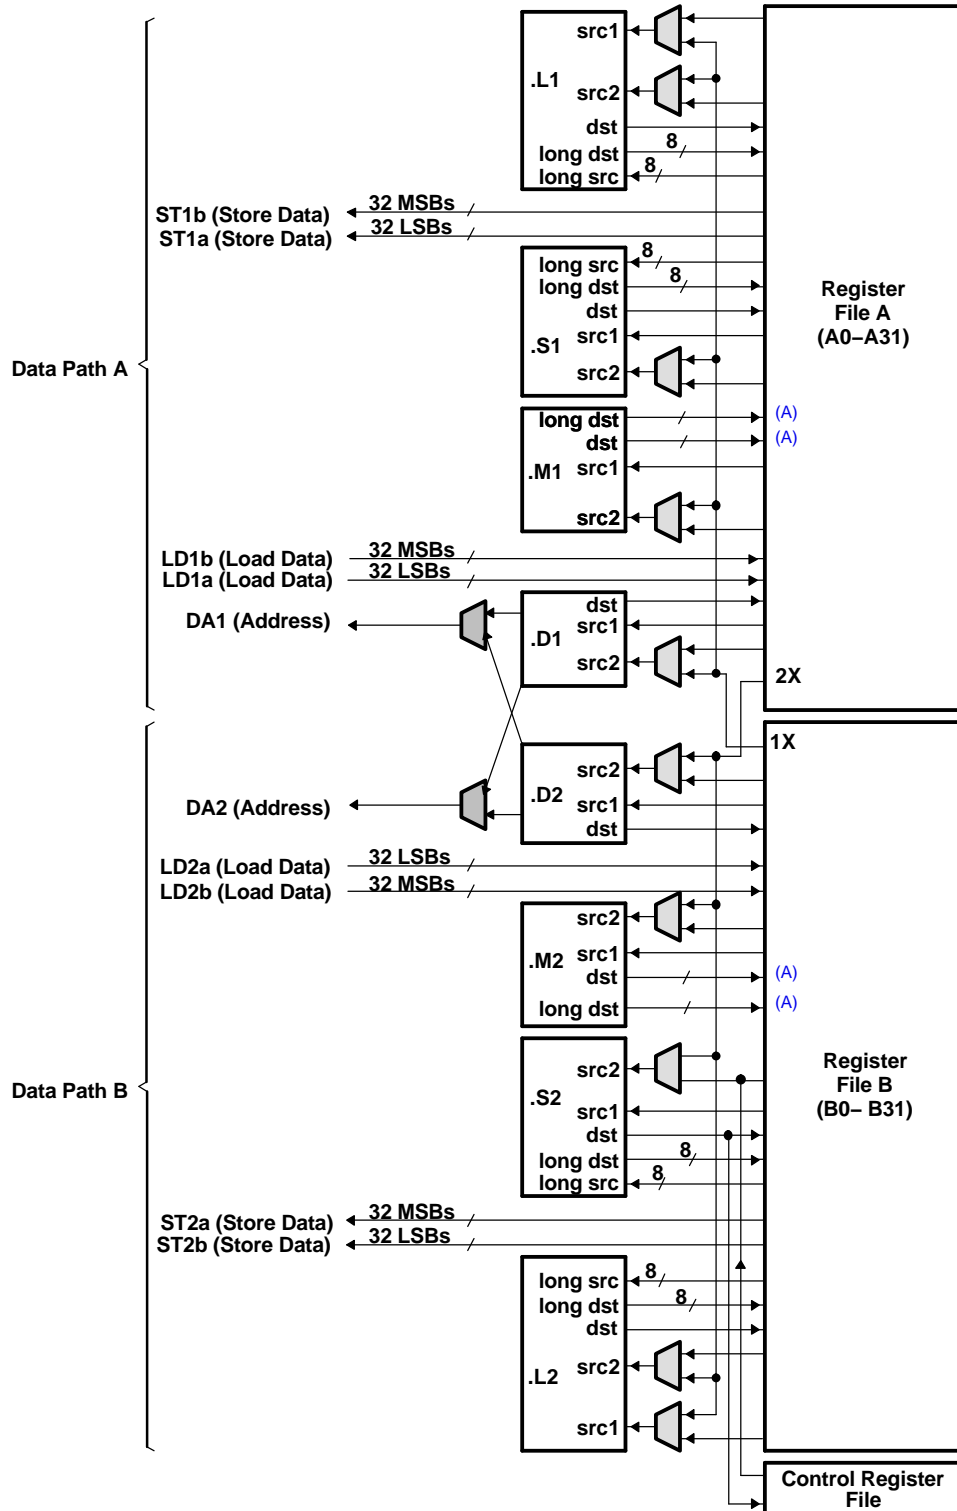 src1
.L1
src2
dst
long dst
8
long src
8
ST1b (Store Data)
32 MSBs
ST1a (Store Data)
32 LSBs
long src
8
long dst
8
dst
.S1
src1
src2
Register
File A
(A0–A31)
Data Path A
long dst
(A)
dst
(A)
.M1
src1
src2
LD1b (Load Data)
32 MSBs
LD1a (Load Data)
32 LSBs
DA1 (Address)
dst
src1
.D1
src2
2X
1X
src2
.D2
DA2 (Address)
src1
dst
LD2a (Load Data)
32 LSBs
LD2b (Load Data)
32 MSBs
src2
.M2
src1
dst
(A)
long dst
(A)
Data Path B
src2
.S2
src1
dst
long dst
8
long src
8
Register
File B
(B0– B31)
ST2a (Store Data)
32 MSBs
ST2b (Store Data)
32 LSBs
long src
8
long dst
8
dst
src2
.L2
src1
Control Register
File